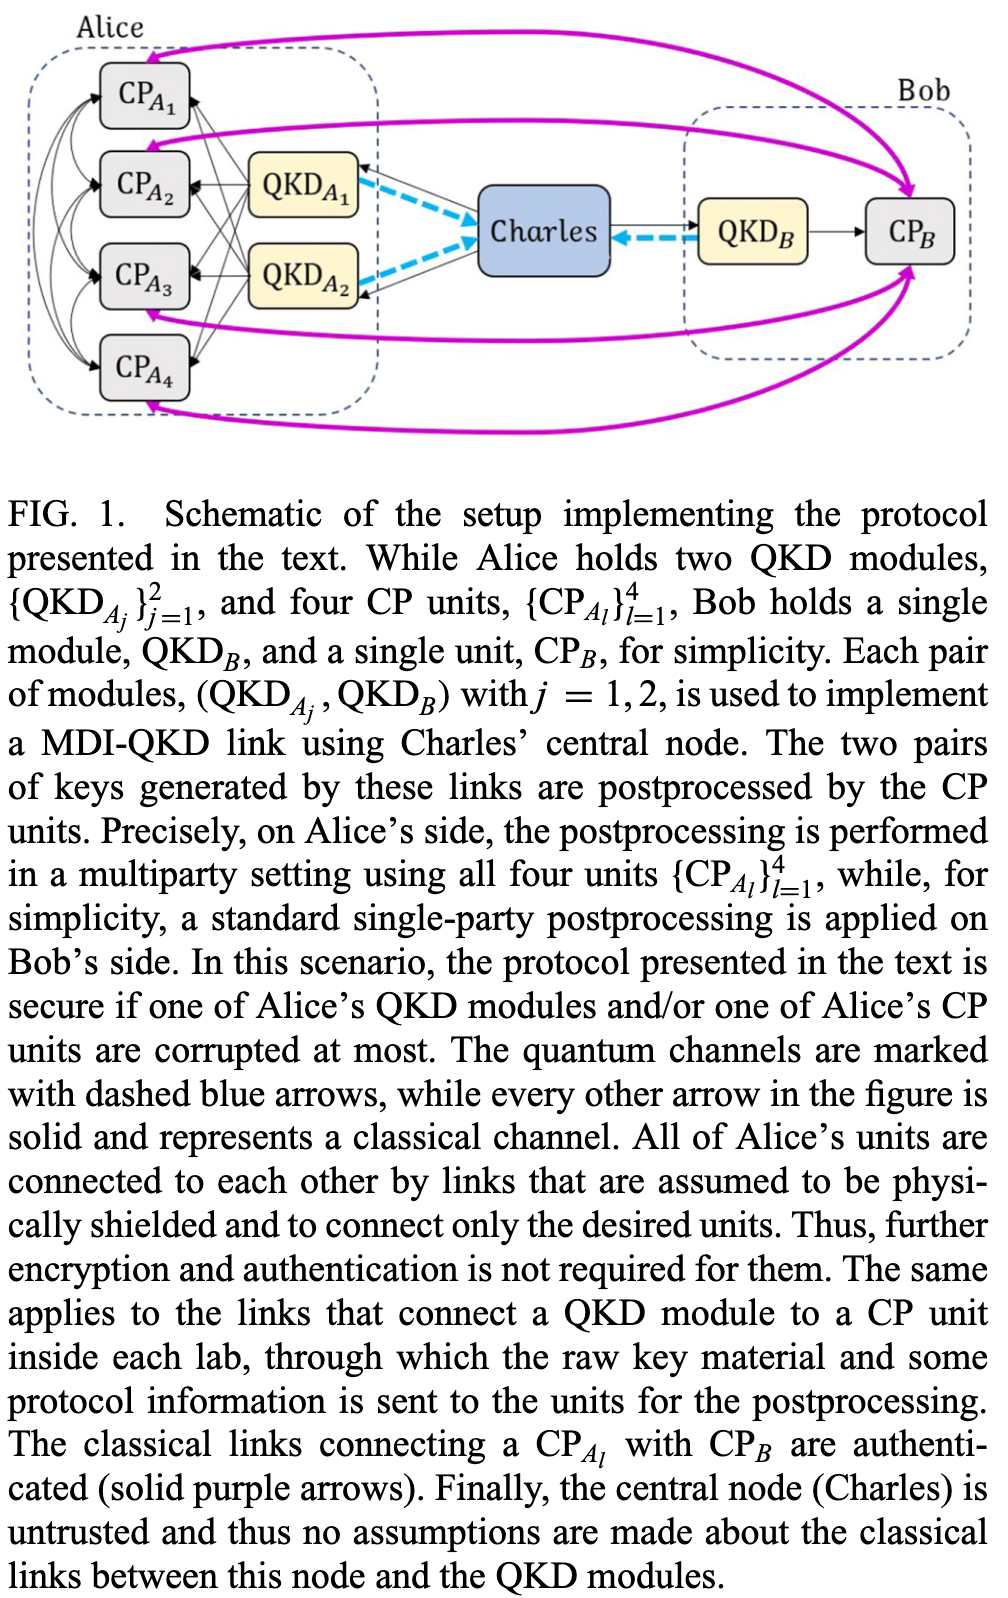 Alice
Bob
CP_{A_1}
CP_{A_2}
CP_{A_3}
CP_{A_4}
QKD_{A_1}
QKD_{A_2}
Charles
QKD_B
CP_B
FIG. 1. Schematic of the setup implementing the protocol
presented in the text. While Alice holds two QKD modules,
{QKD_{A_j}}_{j=1}^2, and four CP units, {CP_{A_l}}_{l=1}^4, Bob holds a single
module, QKD_B, and a single unit, CP_B, for simplicity. Each pair
of modules, (QKD_{A_j}, QKD_B) with j = 1, 2, is used to implement
a MDI-QKD link using Charles’ central node. The two pairs
of keys generated by these links are postprocessed by the CP
units. Precisely, on Alice’s side, the postprocessing is performed
in a multiparty setting using all four units {CP_{A_l}}_{l=1}^4, while, for
simplicity, a standard single-party postprocessing is applied on
Bob’s side. In this scenario, the protocol presented in the text is
secure if one of Alice’s QKD modules and/or one of Alice’s CP
units are corrupted at most. The quantum channels are marked
with dashed blue arrows, while every other arrow in the figure is
solid and represents a classical channel. All of Alice’s units are
connected to each other by links that are assumed to be physi-
cally shielded and to connect only the desired units. Thus, further
encryption and authentication is not required for them. The same
applies to the links that connect a QKD module to a CP unit
inside each lab, through which the raw key material and some
protocol information is sent to the units for the postprocessing.
The classical links connecting a CP_{A_l} with CP_B are authenti-
cated (solid purple arrows). Finally, the central node (Charles) is
untrusted and thus no assumptions are made about the classical
links between this node and the QKD modules.